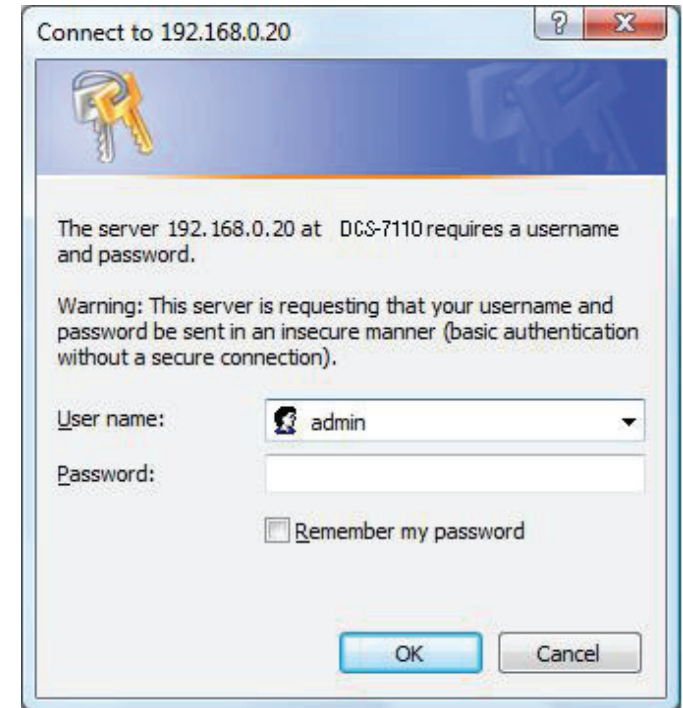 Connect to 192.168.0.20
The server 192.168.0.20 at DCS-7110 requires a username
and password.
Warning: This server is requesting that your username and
password be sent in an insecure manner (basic authentication
without a secure connection).
User name:
admin
Password:
Remember my password
OK
Cancel